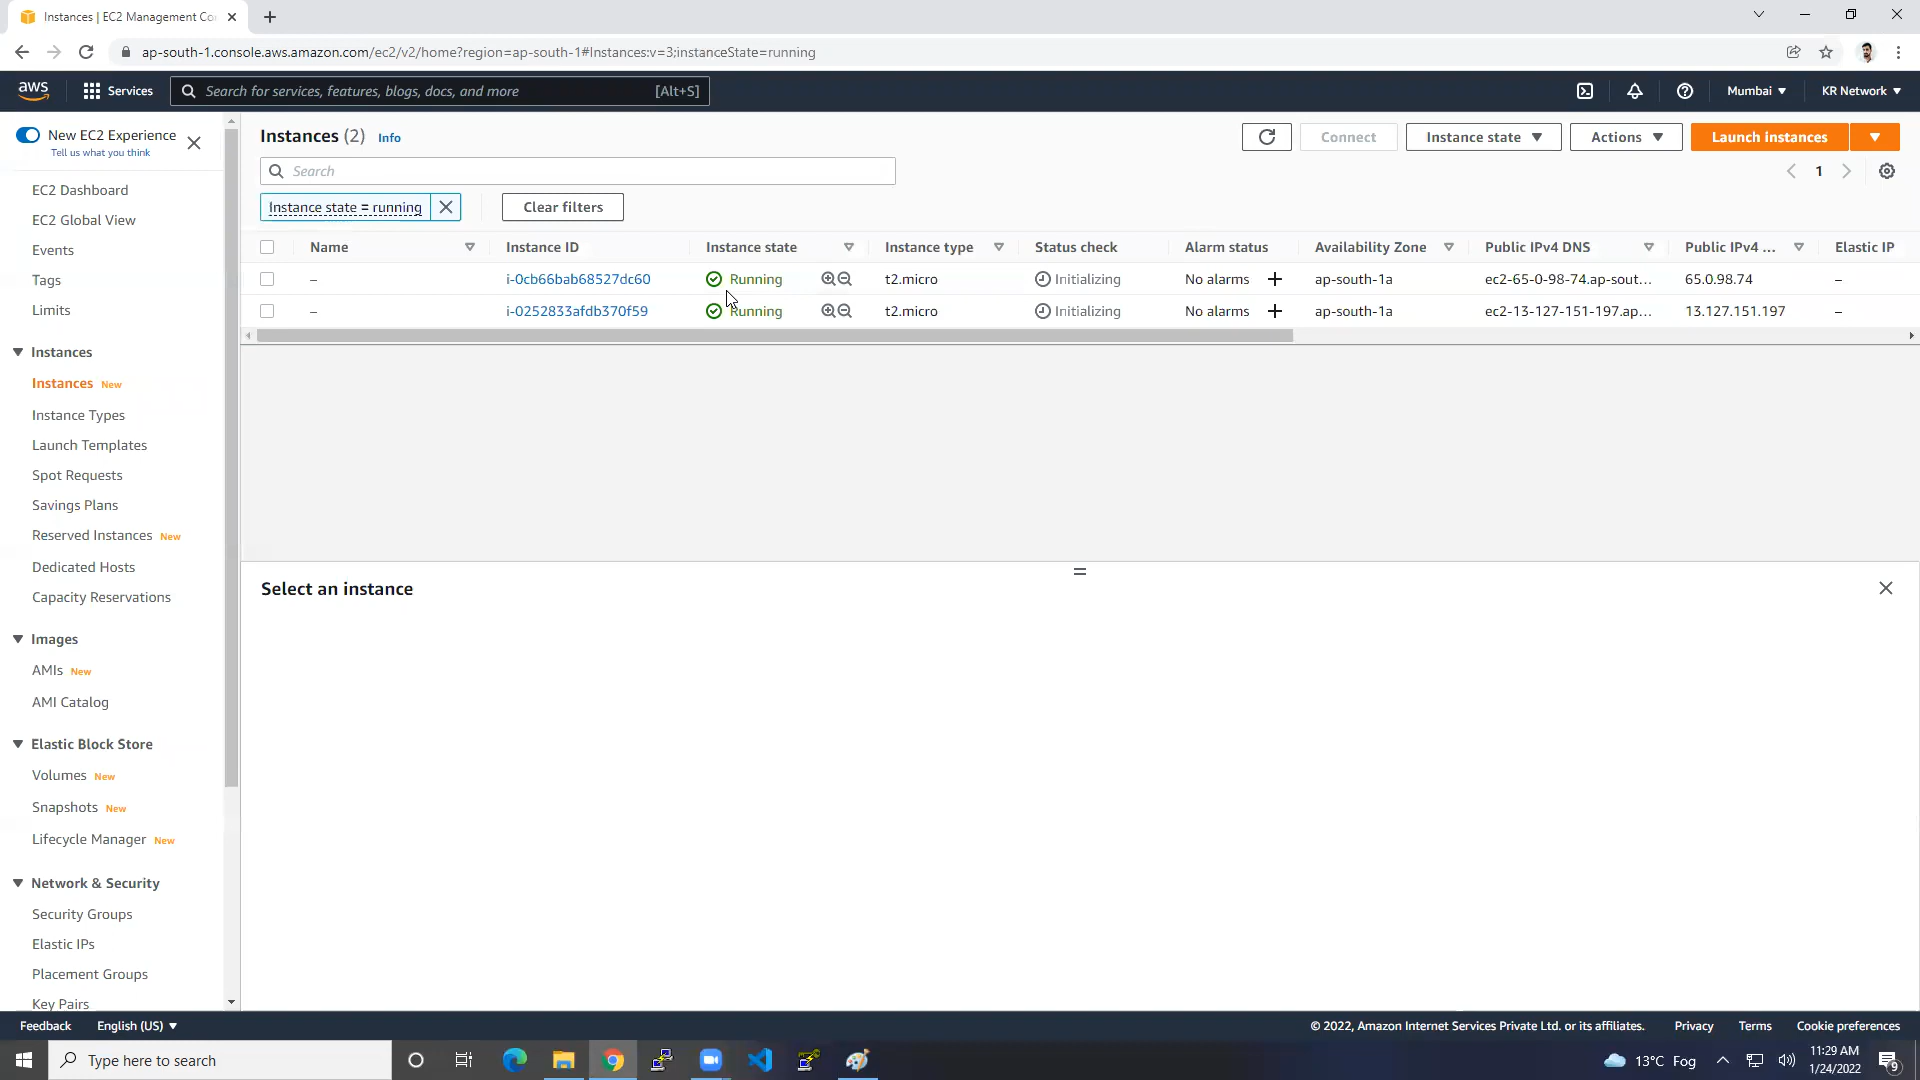 Instances | EC2 Management Co
ap-south-1.console.aws.amazon.com/ec2/v2/home?region=ap-south-1#Instances:v=3;instanceState=running
aws Services Search for services, features, blogs, docs, and more [Alt+S] Mumbai KR Network
New EC2 Experience
Tell us what you think
EC2 Dashboard
EC2 Global View
Events
Tags
Limits
Instances
Instances New
Instance Types
Launch Templates
Spot Requests
Savings Plans
Reserved Instances New
Dedicated Hosts
Capacity Reservations
Images
AMIs New
AMI Catalog
Elastic Block Store
Volumes New
Snapshots New
Lifecycle Manager New
Network & Security
Security Groups
Elastic IPs
Placement Groups
Key Pairs
Instances (2) Info Connect Instance state Actions Launch instances
Search 1
Instance state = running Clear filters
Name Instance ID Instance state Instance type Status check Alarm status Availability Zone Public IPv4 DNS Public IPv4 ... Elastic IP
– i-0cb66bab68527dc60 Running t2.micro Initializing No alarms + ap-south-1a ec2-65-0-98-74.ap-sout... 65.0.98.74 –
– i-0252833afdb370f59 Running t2.micro Initializing No alarms + ap-south-1a ec2-13-127-151-197.ap... 13.127.151.197 –
Select an instance
Feedback English (US) © 2022, Amazon Internet Services Private Ltd. or its affiliates. Privacy Terms Cookie preferences
Type here to search 13°C Fog 11:29 AM
1/24/2022 9